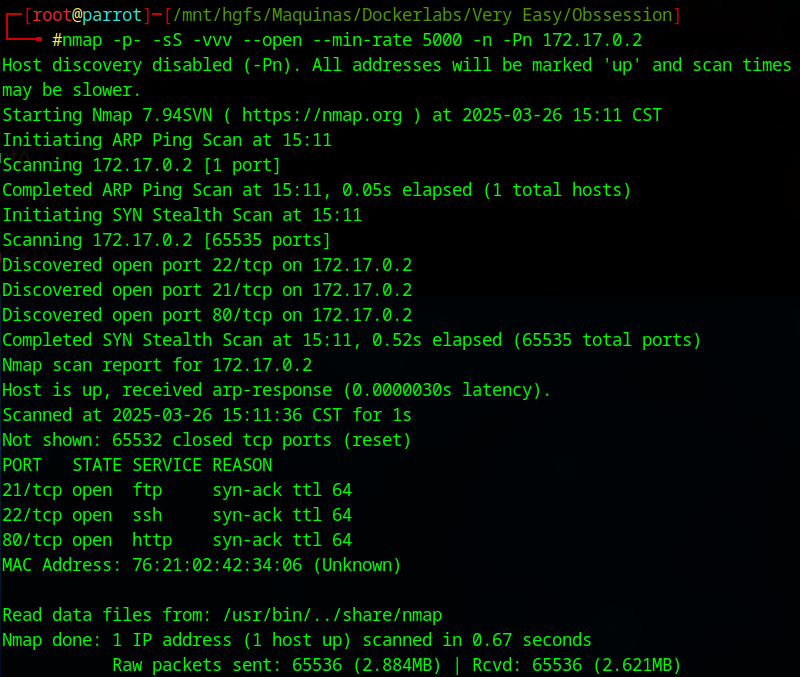 ┌─[root@parrot]─[/mnt/hgfs/Maquinas/Dockerlabs/Very Easy/Obssession]
└──╼ #nmap -p- -sS -vvv --open --min-rate 5000 -n -Pn 172.17.0.2
Host discovery disabled (-Pn). All addresses will be marked 'up' and scan times
may be slower.
Starting Nmap 7.94SVN ( https://nmap.org ) at 2025-03-26 15:11 CST
Initiating ARP Ping Scan at 15:11
Scanning 172.17.0.2 [1 port]
Completed ARP Ping Scan at 15:11, 0.05s elapsed (1 total hosts)
Initiating SYN Stealth Scan at 15:11
Scanning 172.17.0.2 [65535 ports]
Discovered open port 22/tcp on 172.17.0.2
Discovered open port 21/tcp on 172.17.0.2
Discovered open port 80/tcp on 172.17.0.2
Completed SYN Stealth Scan at 15:11, 0.52s elapsed (65535 total ports)
Nmap scan report for 172.17.0.2
Host is up, received arp-response (0.0000030s latency).
Scanned at 2025-03-26 15:11:36 CST for 1s
Not shown: 65532 closed tcp ports (reset)
PORT   STATE SERVICE REASON
21/tcp open  ftp     syn-ack ttl 64
22/tcp open  ssh     syn-ack ttl 64
80/tcp open  http    syn-ack ttl 64
MAC Address: 76:21:02:42:34:06 (Unknown)
Read data files from: /usr/bin/../share/nmap
Nmap done: 1 IP address (1 host up) scanned in 0.67 seconds
           Raw packets sent: 65536 (2.884MB) | Rcvd: 65536 (2.621MB)